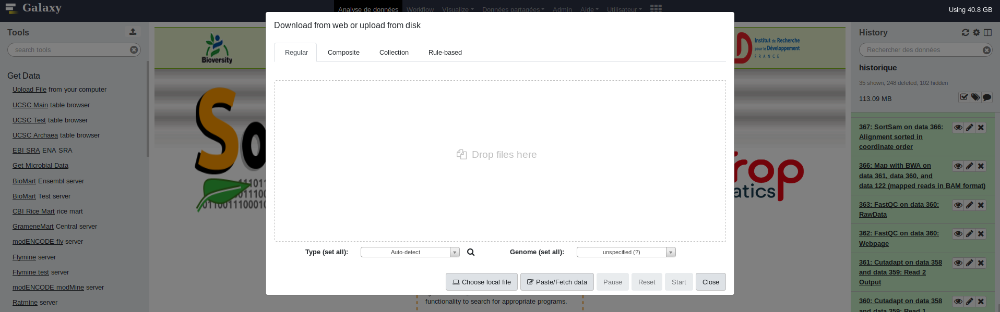 Galaxy
Analyse de données
Workflow
Visualize
Données partagées
Admin
Aide
Utilisateur
Using 40.8 GB
Tools
search tools
Get Data
Upload File from your computer
UCSC Main table browser
UCSC Test table browser
UCSC Archaea table browser
EBI SRA ENA SRA
Get Microbial Data
BioMart Ensembl server
BioMart Test server
CBI Rice Mart rice mart
GrameneMart Central server
modENCODE fly server
Flymine server
Flymine test server
modENCODE modMine server
Ratmine server
Bioversity
So
Download from web or upload from disk
Regular
Composite
Collection
Rule-based
Drop files here
Type (set all):
Auto-detect
Genome (set all):
unspecified (?)
Choose local file
Paste/Fetch data
Pause
Reset
Start
Close
functionality to search for appropriate programs.
D
Institut de Recherche
pour le Développement
FRANCE
rop
atics
History
Rechercher des données
historique
35 shown, 248 deleted, 102 hidden
113.09 MB
367: SortSam on data 366:
Alignment sorted in
coordinate order
366: Map with BWA on
data 361, data 360, and
data 122 (mapped reads in BAM format)
363: FastQC on data 360:
RawData
362: FastQC on data 360:
Webpage
361: Cutadapt on data 358
and data 359: Read 2
Output
360: Cutadapt on data 358
and data 359: Read 1